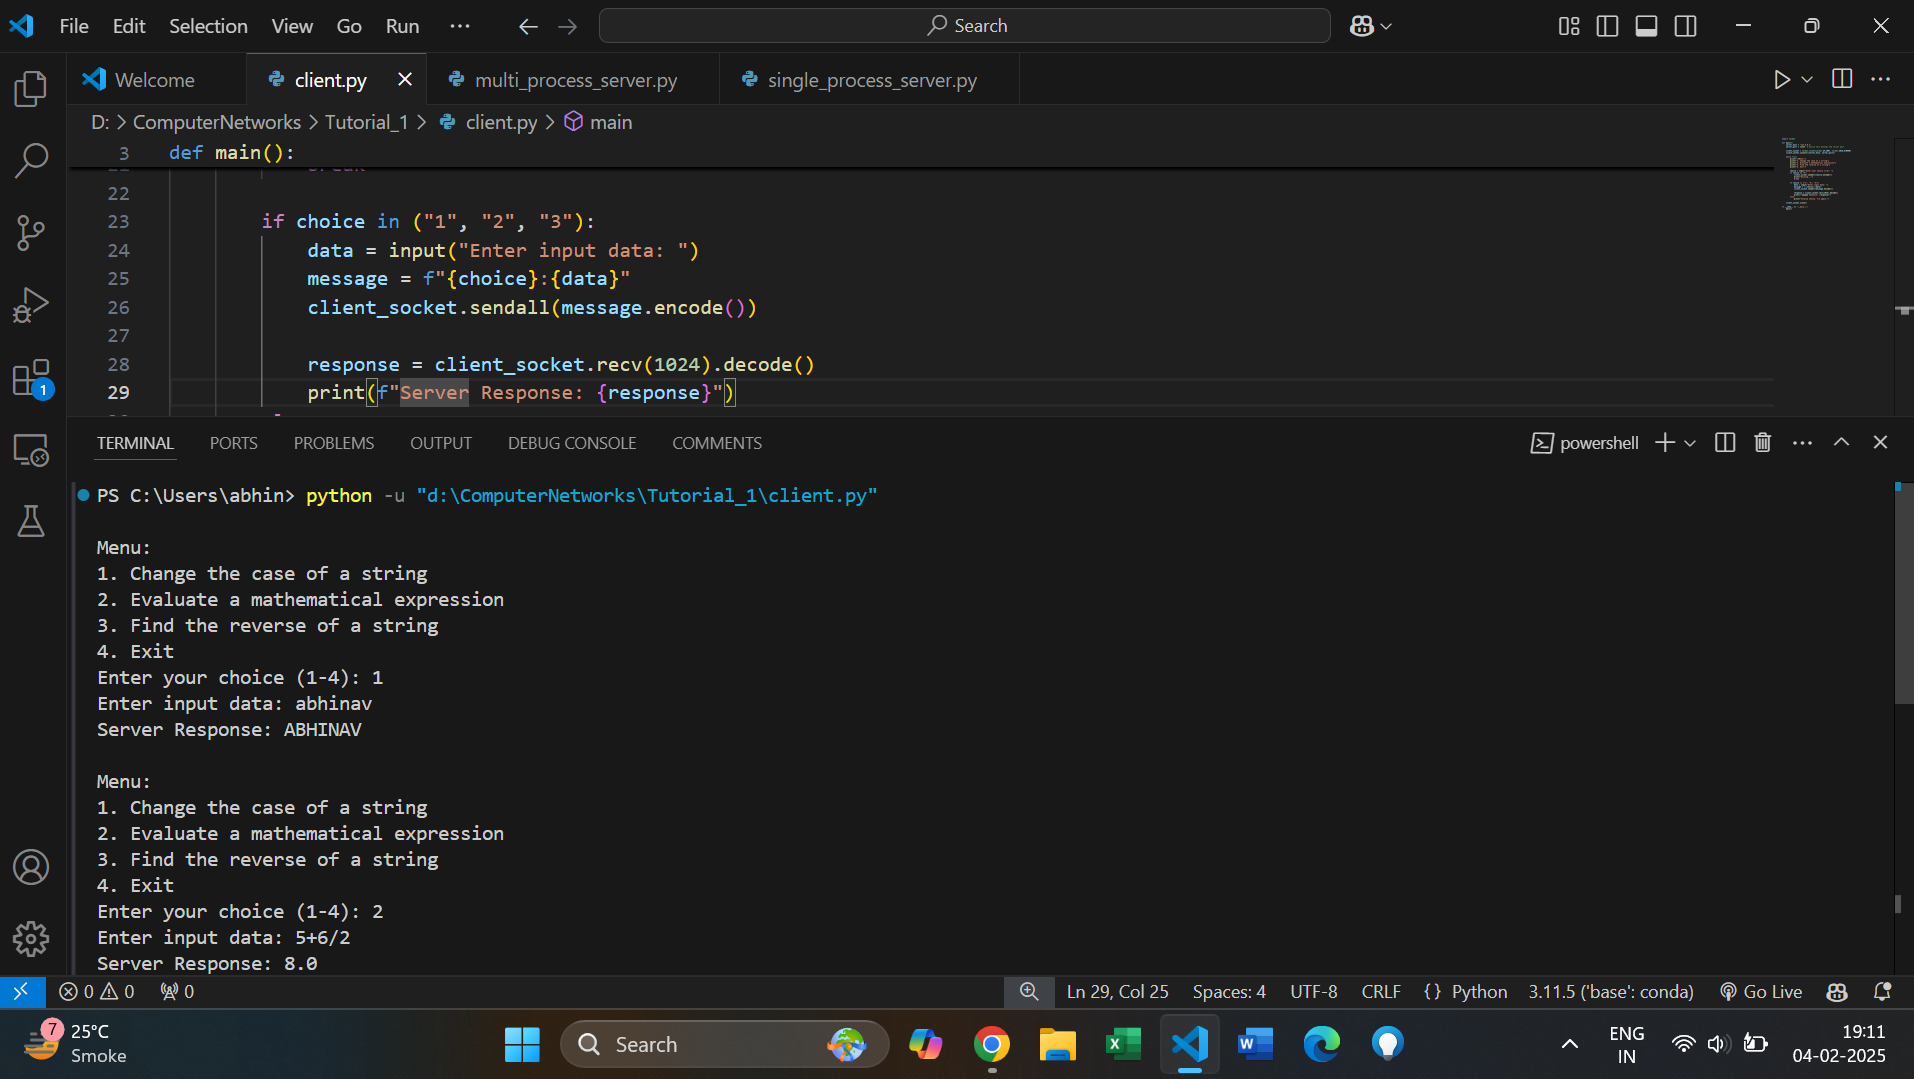 File Edit Selection View Go Run ··· Search
Welcome client.py multi_process_server.py single_process_server.py
D: > ComputerNetworks > Tutorial_1 > client.py > main
3 def main():
22
23 if choice in ("1", "2", "3"):
24 data = input("Enter input data: ")
25 message = f"{choice}:{data}"
26 client_socket.sendall(message.encode())
27
28 response = client_socket.recv(1024).decode()
29 print(f"Server Response: {response}")
1
TERMINAL PORTS PROBLEMS OUTPUT DEBUG CONSOLE COMMENTS powershell
PS C:\Users\abhin> python -u "d:\ComputerNetworks\Tutorial_1\client.py"
Menu:
1. Change the case of a string
2. Evaluate a mathematical expression
3. Find the reverse of a string
4. Exit
Enter your choice (1-4): 1
Enter input data: abhinav
Server Response: ABHINAV
Menu:
1. Change the case of a string
2. Evaluate a mathematical expression
3. Find the reverse of a string
4. Exit
Enter your choice (1-4): 2
Enter input data: 5+6/2
Server Response: 8.0
0 0 0 Ln 29, Col 25 Spaces: 4 UTF-8 CRLF {} Python 3.11.5 ('base': conda) Go Live
7 25°C
Smoke
Search
ENG
IN
19:11
04-02-2025